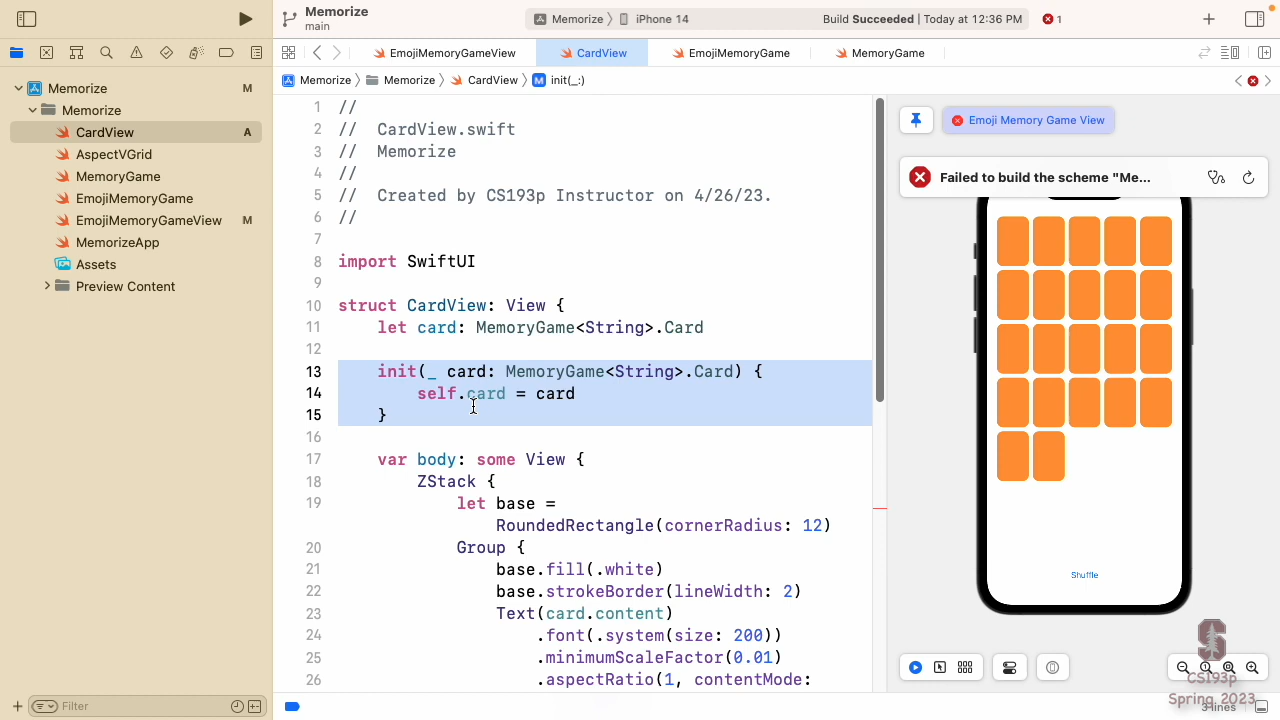 Memorize
main
Memorize
iPhone 14
Build Succeeded | Today at 12:36 PM
1
EmojiMemoryGameView
CardView
EmojiMemoryGame
MemoryGame
Memorize
Memorize
CardView
M init(_:)
Memorize M
Memorize
CardView A
AspectVGrid
MemoryGame
EmojiMemoryGame
EmojiMemoryGameView M
MemorizeApp
Assets
Preview Content
Filter
1 //
2 //  CardView.swift
3 //  Memorize
4 //
5 //  Created by CS193p Instructor on 4/26/23.
6 //
7
8 import SwiftUI
9
10 struct CardView: View {
11     let card: MemoryGame<String>.Card
12
13     init(_ card: MemoryGame<String>.Card) {
14         self.card = card
15     }
16
17     var body: some View {
18         ZStack {
19             let base =
                RoundedRectangle(cornerRadius: 12)
20             Group {
21                 base.fill(.white)
22                 base.strokeBorder(lineWidth: 2)
23                 Text(card.content)
24                     .font(.system(size: 200))
25                     .minimumScaleFactor(0.01)
26                     .aspectRatio(1, contentMode:
Emoji Memory Game View
Failed to build the scheme "Me...
Shuffle
S
CS193p
Spring 2023
3 lines